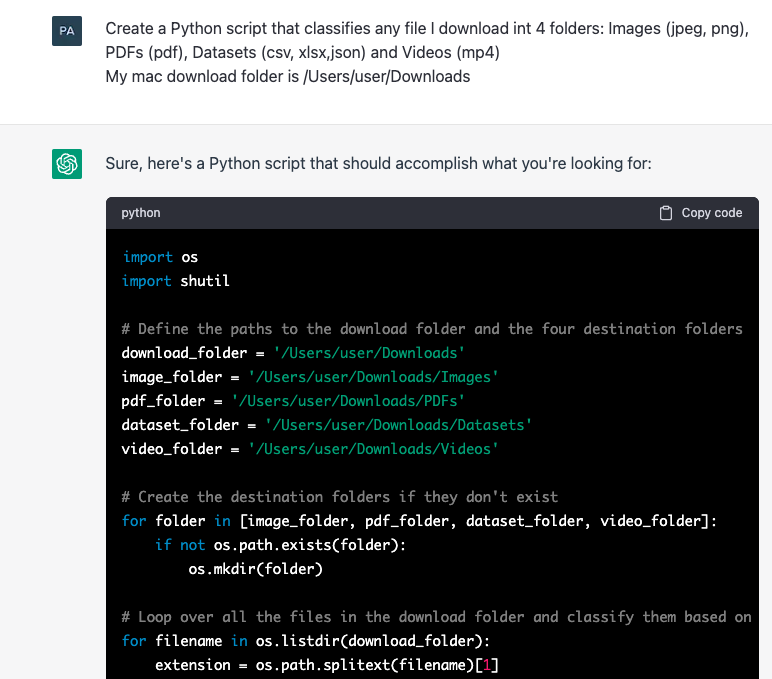 PA
Create a Python script that classifies any file I download int 4 folders: Images (jpeg, png),
PDFs (pdf), Datasets (csv, xlsx,json) and Videos (mp4)
My mac download folder is /Users/user/Downloads
Sure, here's a Python script that should accomplish what you're looking for:
python Copy code
import os
import shutil
# Define the paths to the download folder and the four destination folders
download_folder = '/Users/user/Downloads'
image_folder = '/Users/user/Downloads/Images'
pdf_folder = '/Users/user/Downloads/PDFs'
dataset_folder = '/Users/user/Downloads/Datasets'
video_folder = '/Users/user/Downloads/Videos'
# Create the destination folders if they don't exist
for folder in [image_folder, pdf_folder, dataset_folder, video_folder]:
    if not os.path.exists(folder):
        os.mkdir(folder)
# Loop over all the files in the download folder and classify them based on
for filename in os.listdir(download_folder):
    extension = os.path.splitext(filename)[1]